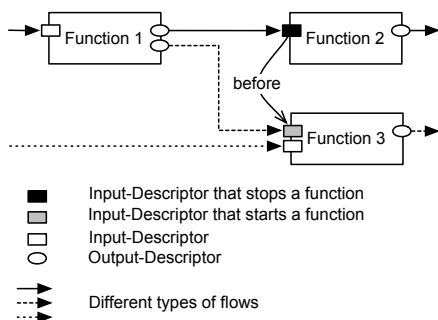 Function 1
Function 2
before
Function 3
Input-Descriptor that stops a function
Input-Descriptor that starts a function
Input-Descriptor
Output-Descriptor
Different types of flows